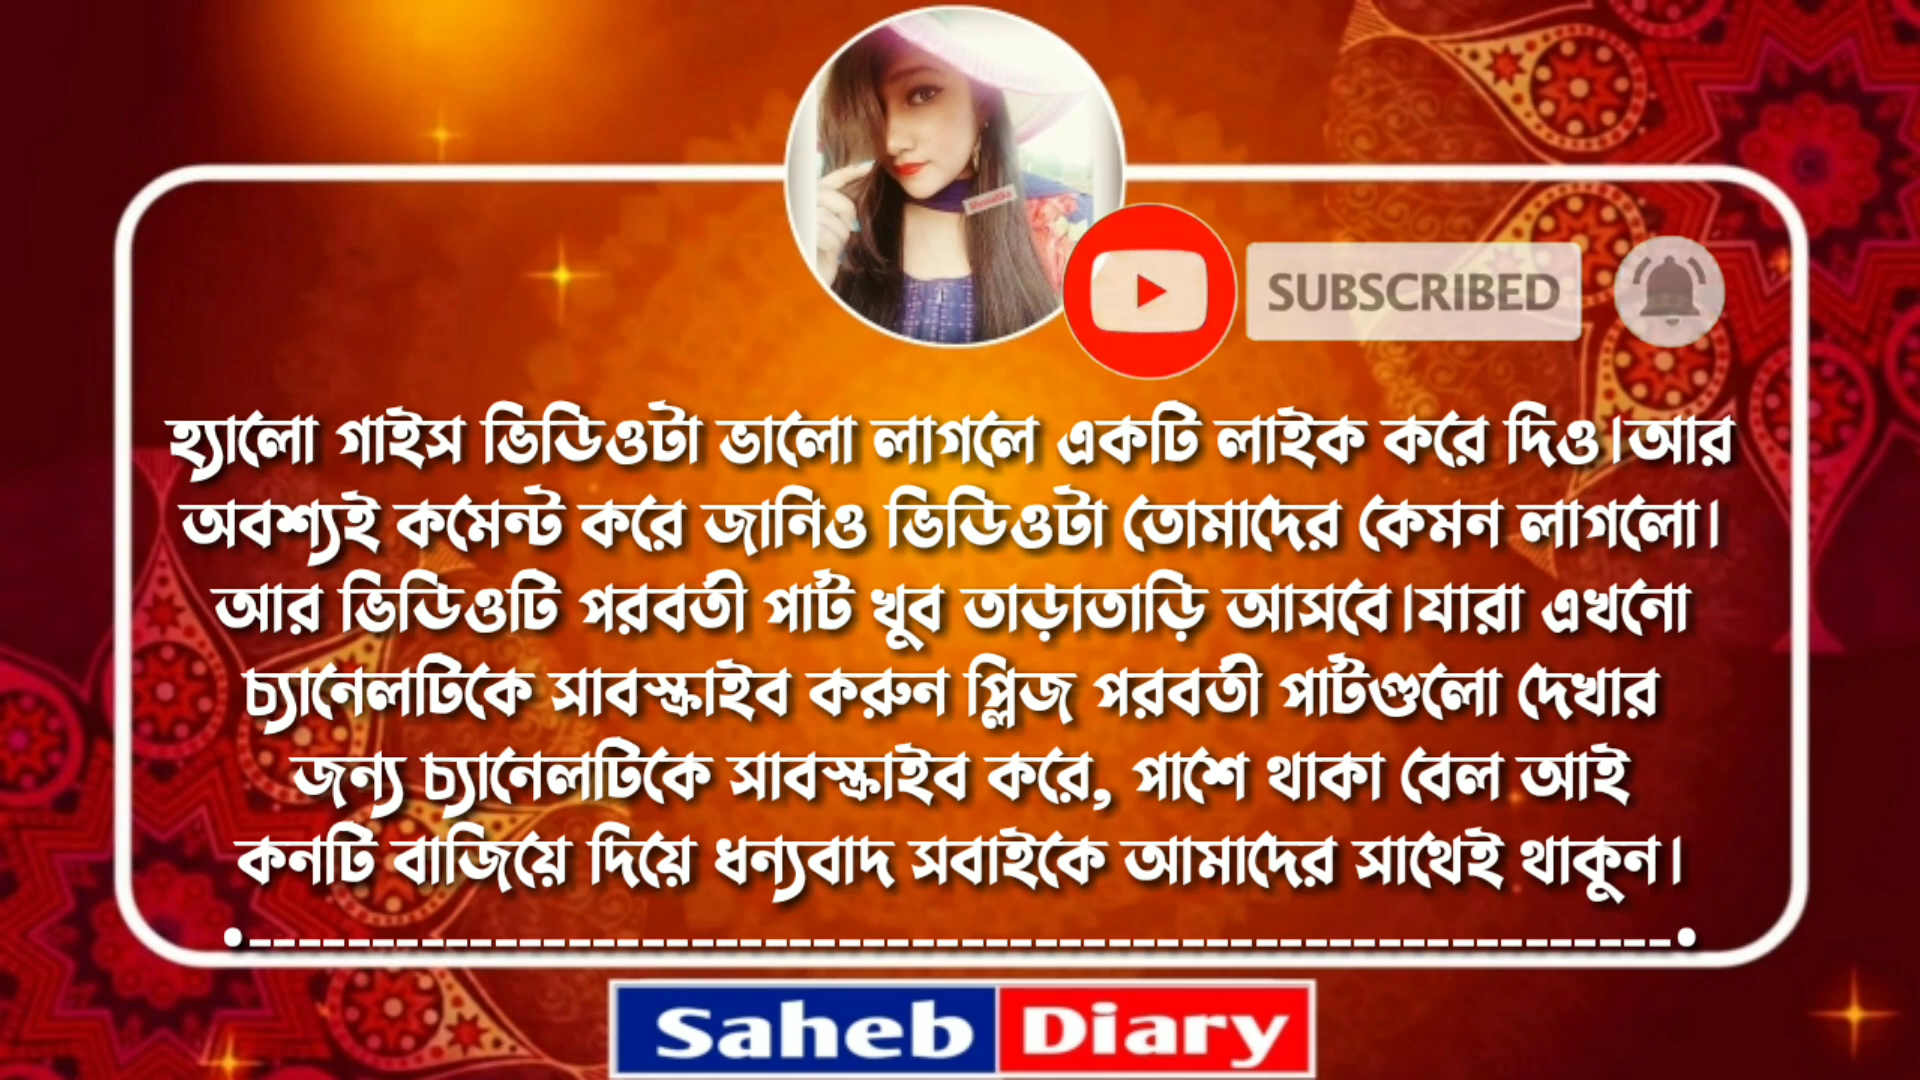 SUBSCRIBED
হ্যালো গাইস ভিডিওটা ভালো লাগলে একটি লাইক করে দিও।আর
অবশ্যই কমেন্ট করে জানিও ভিডিওটা তোমাদের কেমন লাগলো।
আর ভিডিওটি পরবর্তী পার্ট খুব তাড়াতাড়ি আসবে।যারা এখনো
চ্যানেলটিকে সাবস্ক্রাইব করুন প্লিজ পরবর্তী পার্টগুলো দেখার
জন্য চ্যানেলটিকে সাবস্ক্রাইব করে, পাশে থাকা বেল আই
কনটি বাজিয়ে দিয়ে ধন্যবাদ সবাইকে আমাদের সাথেই থাকুন।
Saheb Diary